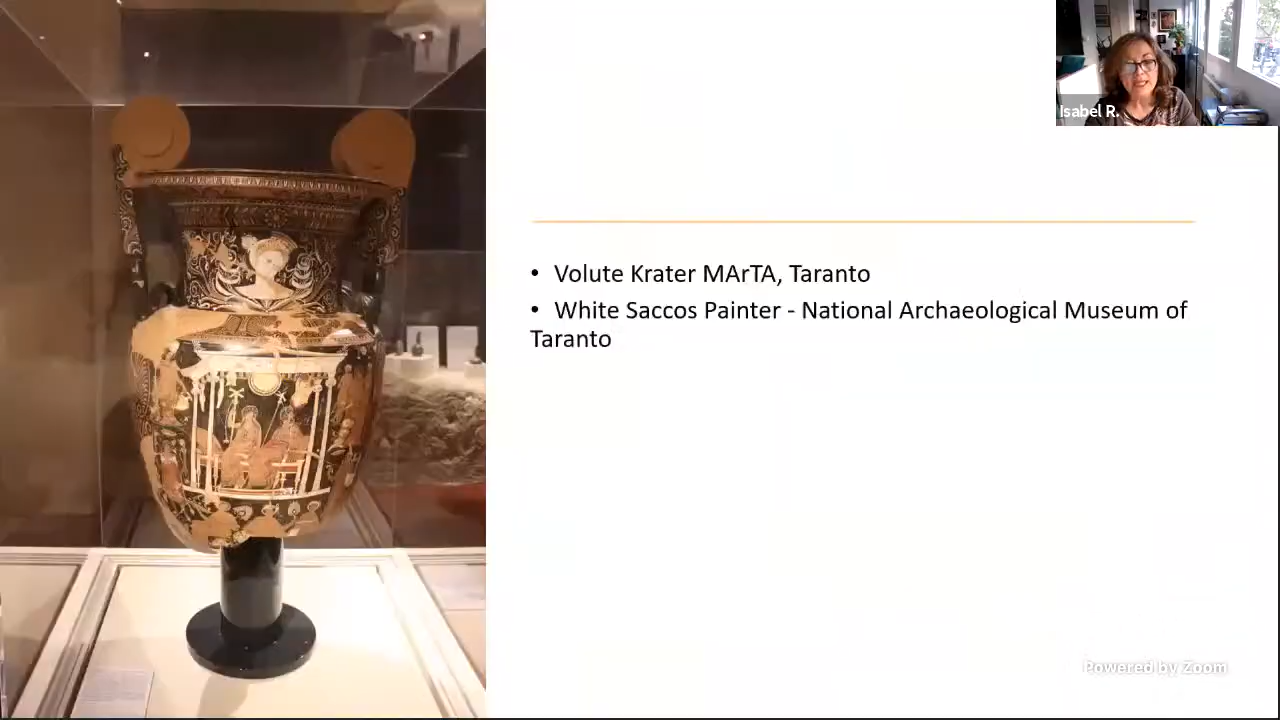 Isabel R.
• Volute Krater MArTA, Taranto
• White Saccos Painter - National Archaeological Museum of
Taranto
Powered by Zoom